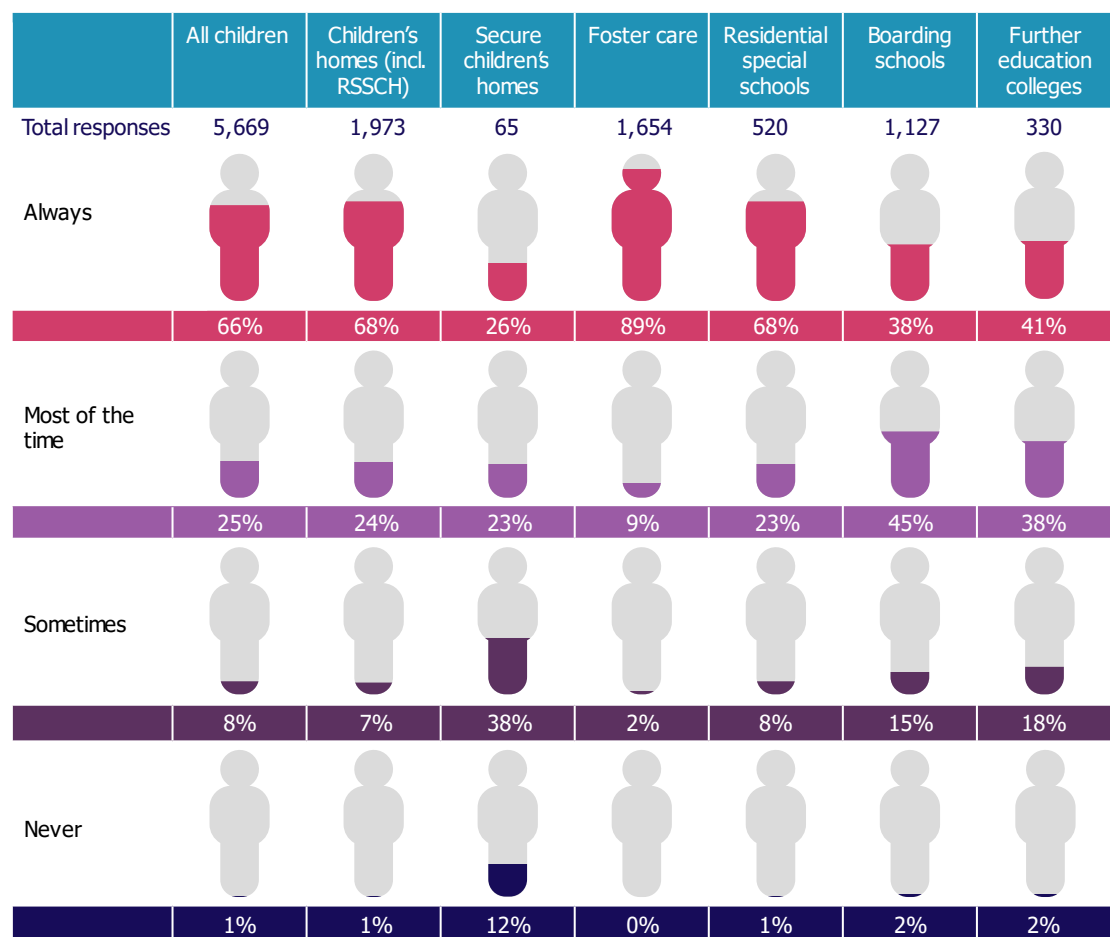 All children Children's homes (incl. RSSCH) Secure children's homes Foster care Residential special schools Boarding schools Further education colleges
Total responses 5,669 1,973 65 1,654 520 1,127 330
Always
66% 68% 26% 89% 68% 38% 41%
Most of the
time
25% 24% 23% 9% 23% 45% 38%
Sometimes
8% 7% 38% 2% 8% 15% 18%
Never
1% 1% 12% 0% 1% 2% 2%